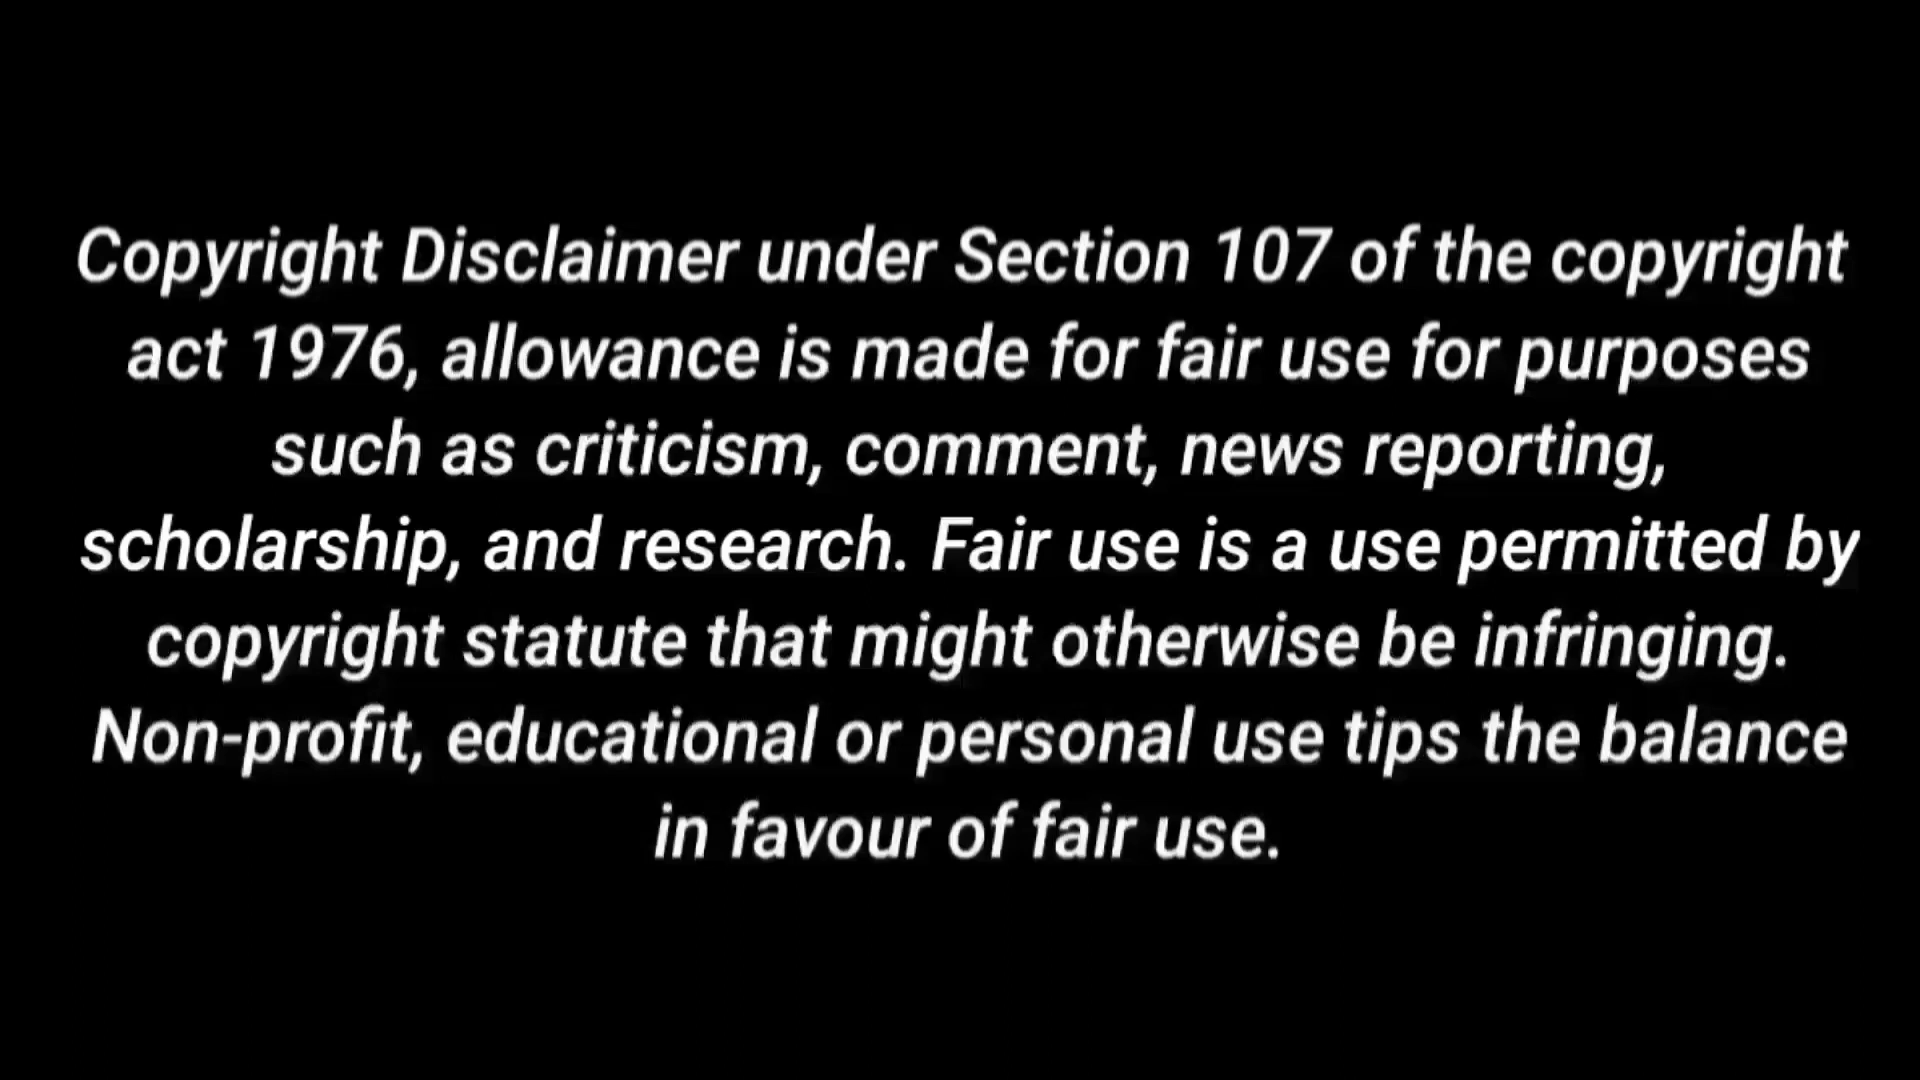 Copyright Disclaimer under Section 107 of the copyright
act 1976, allowance is made for fair use for purposes
such as criticism, comment, news reporting,
scholarship, and research. Fair use is a use permitted by
copyright statute that might otherwise be infringing.
Non-profit, educational or personal use tips the balance
in favour of fair use.